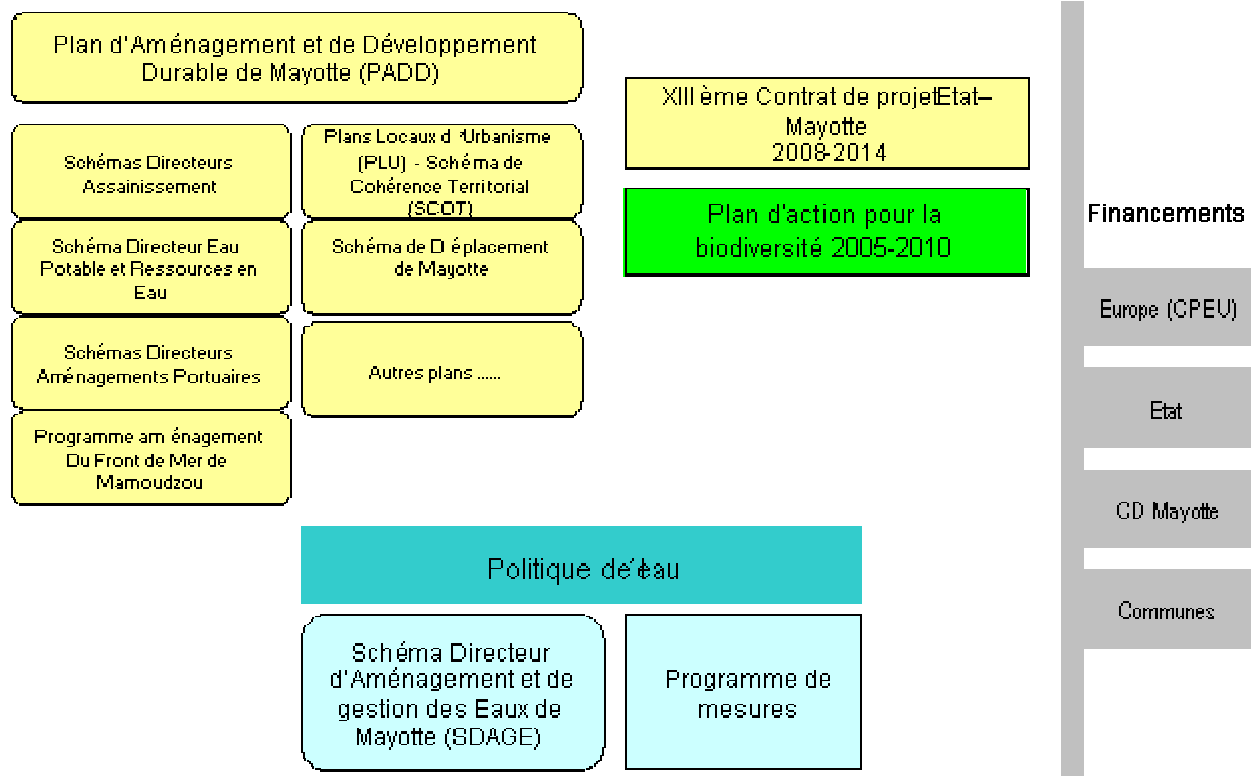 Plan d'Aménagement et de Développement
Durable de Mayotte (PADD)
Schémas Directeurs
Assainissement
Schéma Directeur Eau
Potable et Ressources en
Eau
Schémas Directeurs
Aménagements Portuaires
Programme am énagement
Du Front de Mer de
Mamoudzou
Plans Locaux d 'Urbanisme
(PLU) - Schéma de
Cohérence Territorial
(SCOT)
Schéma de D éplacement
de Mayotte
Autres plans ......
XIII ème Contrat de projetEtat–
Mayotte
2008-2014
Plan d'action pour la
biodiversité 2005-2010
Politique de l'eau
Schéma Directeur
d'Aménagement et de
gestion des Eaux de
Mayotte (SDAGE)
Programme de
mesures
Financements
Europe (CPEU)
Etat
CD Mayotte
Communes